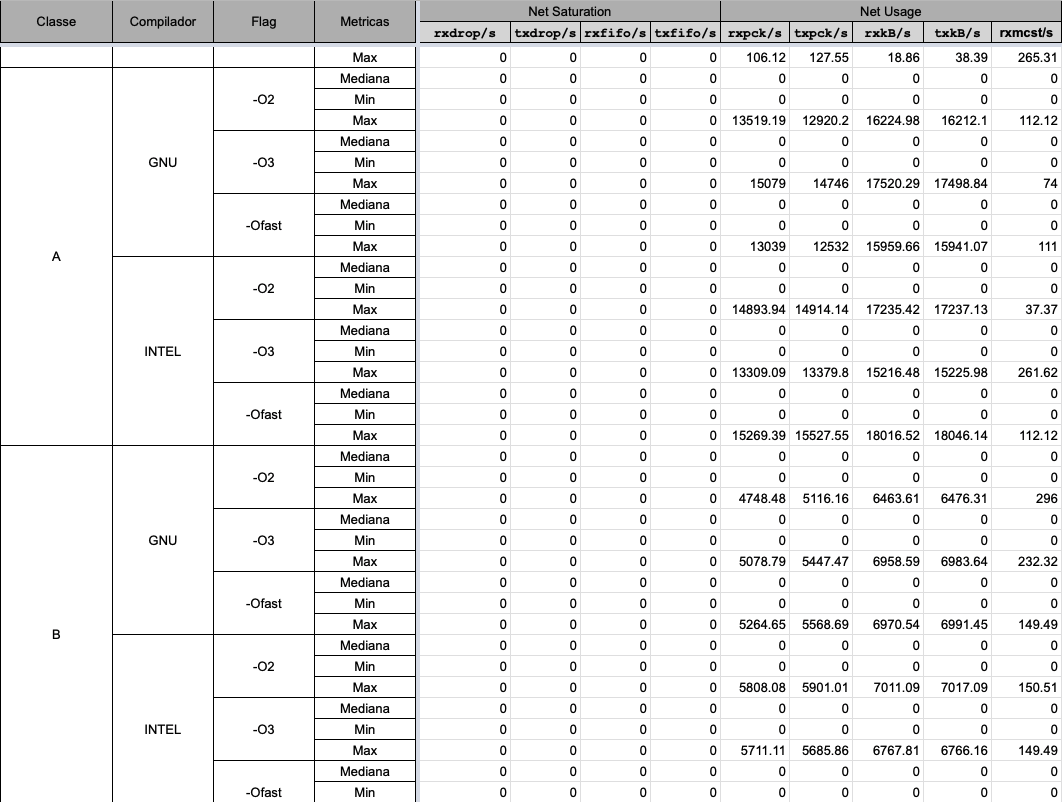 Classe Compilador Flag Metricas Net Saturation Net Usage
rxdrop/s txdrop/s rxfifo/s txfifo/s rxpck/s txpck/s rxkB/s txkB/s rxmcst/s
Max 0 0 0 0 106.12 127.55 18.86 38.39 265.31
A GNU -O2 Mediana 0 0 0 0 0 0 0 0 0
Min 0 0 0 0 0 0 0 0 0
Max 0 0 0 0 13519.19 12920.2 16224.98 16212.1 112.12
-O3 Mediana 0 0 0 0 0 0 0 0 0
Min 0 0 0 0 0 0 0 0 0
Max 0 0 0 0 15079 14746 17520.29 17498.84 74
-Ofast Mediana 0 0 0 0 0 0 0 0 0
Min 0 0 0 0 0 0 0 0 0
Max 0 0 0 0 13039 12532 15959.66 15941.07 111
INTEL -O2 Mediana 0 0 0 0 0 0 0 0 0
Min 0 0 0 0 0 0 0 0 0
Max 0 0 0 0 14893.94 14914.14 17235.42 17237.13 37.37
-O3 Mediana 0 0 0 0 0 0 0 0 0
Min 0 0 0 0 0 0 0 0 0
Max 0 0 0 0 13309.09 13379.8 15216.48 15225.98 261.62
-Ofast Mediana 0 0 0 0 0 0 0 0 0
Min 0 0 0 0 0 0 0 0 0
Max 0 0 0 0 15269.39 15527.55 18016.52 18046.14 112.12
B GNU -O2 Mediana 0 0 0 0 0 0 0 0 0
Min 0 0 0 0 0 0 0 0 0
Max 0 0 0 0 4748.48 5116.16 6463.61 6476.31 296
-O3 Mediana 0 0 0 0 0 0 0 0 0
Min 0 0 0 0 0 0 0 0 0
Max 0 0 0 0 5078.79 5447.47 6958.59 6983.64 232.32
-Ofast Mediana 0 0 0 0 0 0 0 0 0
Min 0 0 0 0 0 0 0 0 0
Max 0 0 0 0 5264.65 5568.69 6970.54 6991.45 149.49
INTEL -O2 Mediana 0 0 0 0 0 0 0 0 0
Min 0 0 0 0 0 0 0 0 0
Max 0 0 0 0 5808.08 5901.01 7011.09 7017.09 150.51
-O3 Mediana 0 0 0 0 0 0 0 0 0
Min 0 0 0 0 0 0 0 0 0
Max 0 0 0 0 5711.11 5685.86 6767.81 6766.16 149.49
-Ofast Mediana 0 0 0 0 0 0 0 0 0
Min 0 0 0 0 0 0 0 0 0